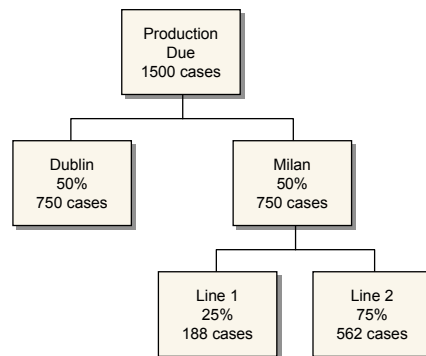 Production
Due
1500 cases
Dublin
50%
750 cases
Milan
50%
750 cases
Line 1
25%
188 cases
Line 2
75%
562 cases